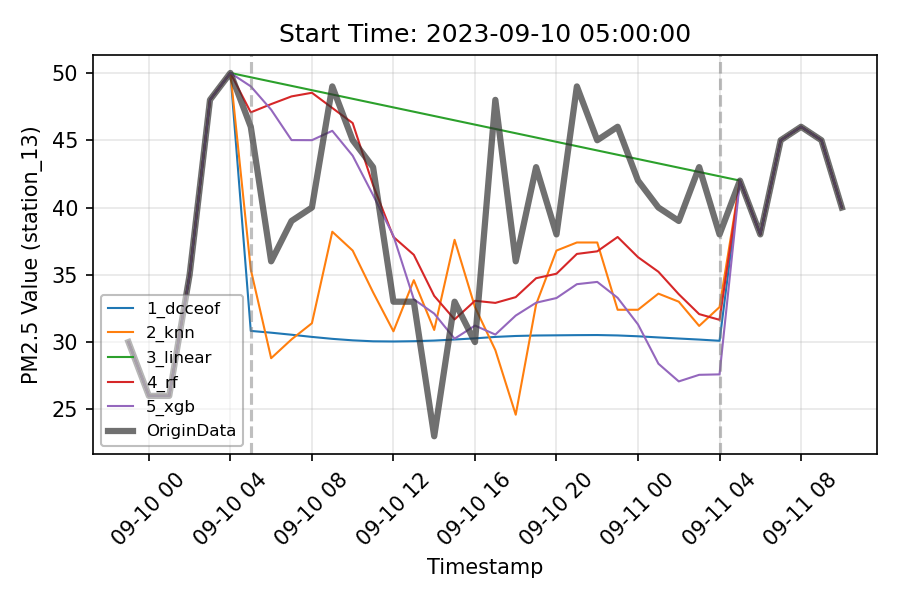 Start Time: 2023-09-10 05:00:00
PM2.5 Value (station_13)
50
45
40
35
30
25
1_dcceof
2_knn
3_linear
4_rf
5_xgb
OriginData
09-10 00
09-10 04
09-10 08
09-10 12
09-10 16
09-10 20
09-11 00
09-11 04
09-11 08
Timestamp